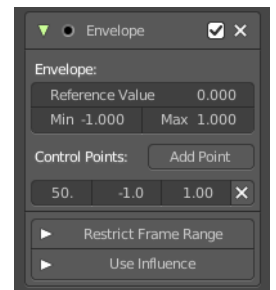 Envelope
Envelope:
Reference Value 0.000
Min -1.000 Max 1.000
Control Points: Add Point
50. -1.0 1.00
Restrict Frame Range
Use Influence